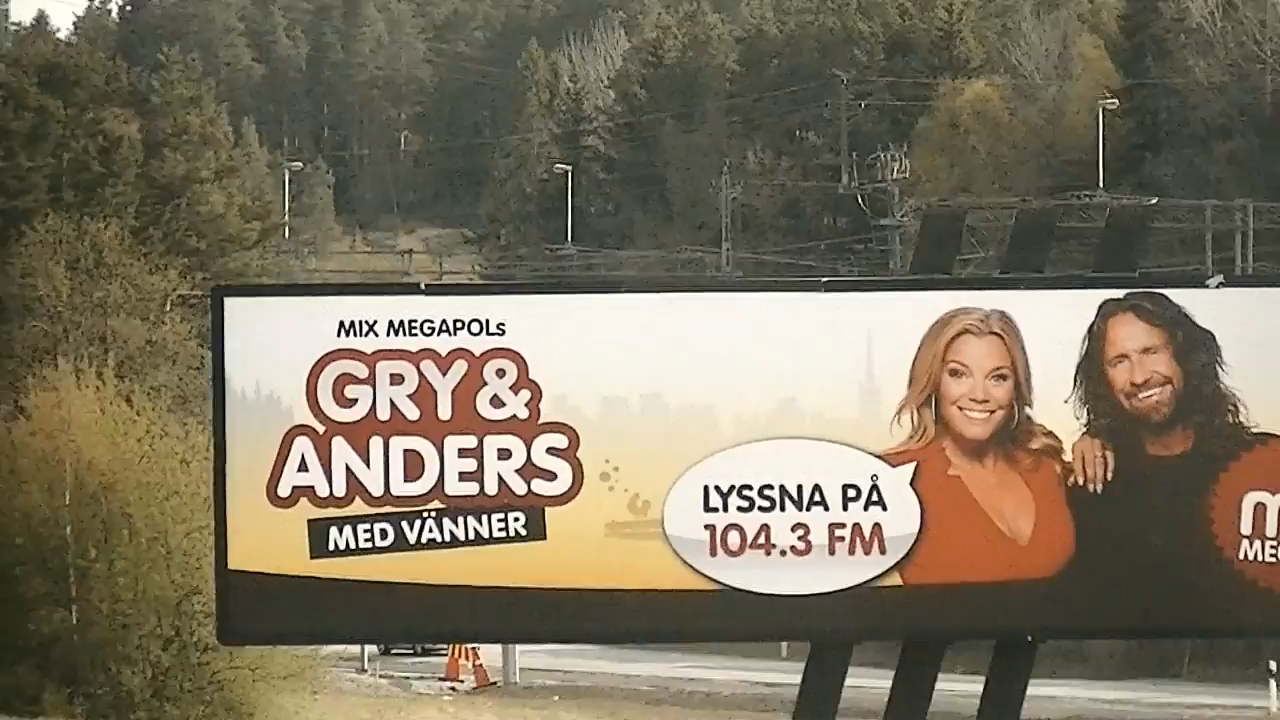 MIX MEGAPOLs
GRY &
ANDERS
MED VÄNNER
LYSSNA PÅ
104.3 FM